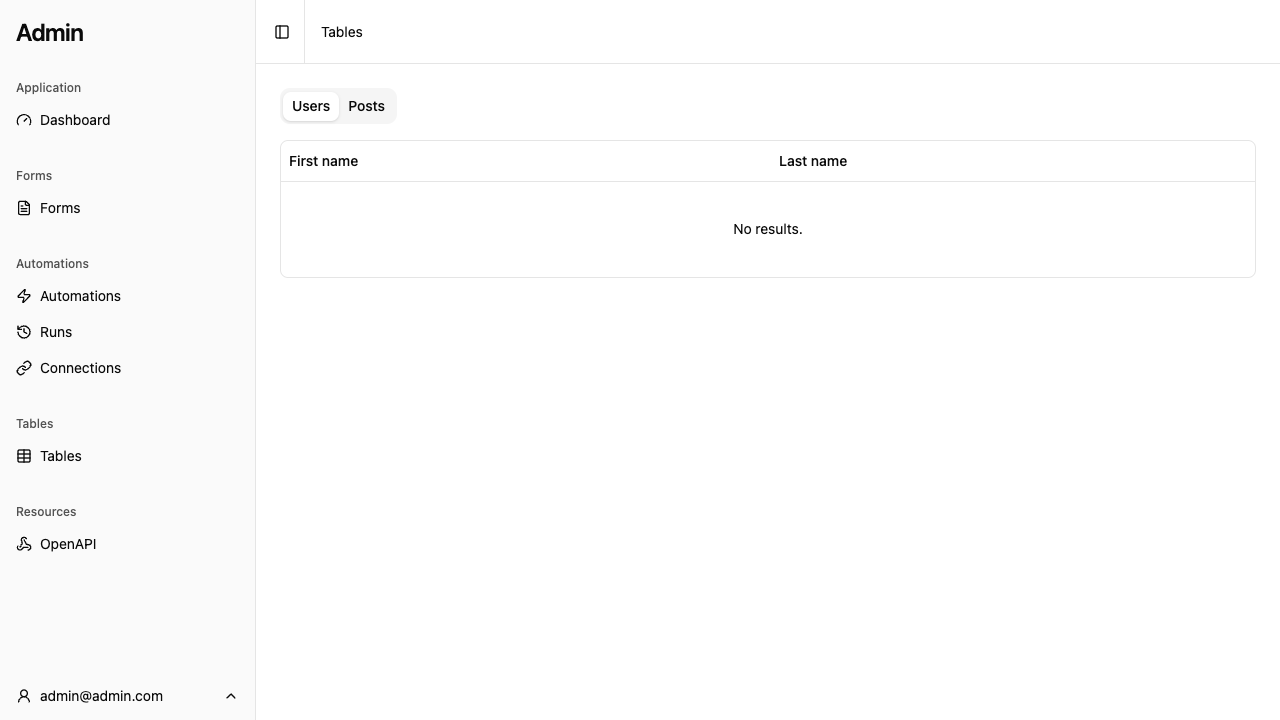 Admin
Application
Dashboard
Forms
Forms
Automations
Automations
Runs
Connections
Tables
Tables
Resources
OpenAPI
admin@admin.com
Tables
Users Posts
First name Last name
No results.